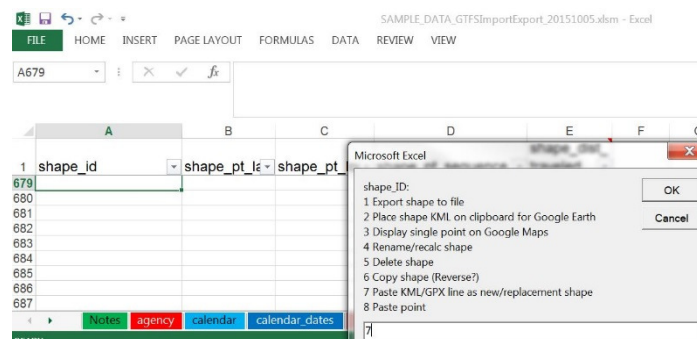 SAMPLE_DATA_GTFSImportExport_20151005.xlsm - Excel
FILE HOME INSERT PAGE LAYOUT FORMULAS DATA REVIEW VIEW
A679 fx
A B C D E F
1 shape_id shape_pt_la shape_pt_l shape_dist_
Microsoft Excel
shape_ID:
1 Export shape to file
2 Place shape KML on clipboard for Google Earth
3 Display single point on Google Maps
4 Rename/recalc shape
5 Delete shape
6 Copy shape (Reverse?)
7 Paste KML/GPX line as new/replacement shape
8 Paste point
7
OK
Cancel
679
680
681
682
683
684
685
686
687
Notes agency calendar calendar_dates